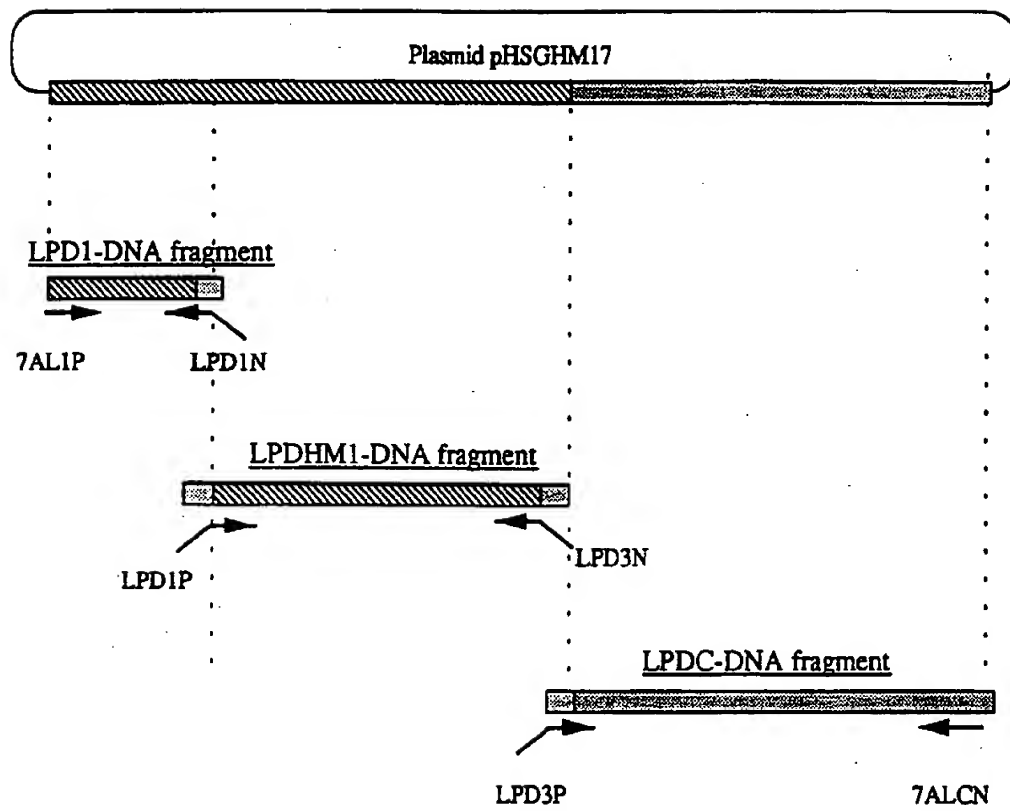 Plasmid pHSGHM17
LPD1-DNA fragment
7AL1P
LPD1N
LPDHM1-DNA fragment
LPD1P
LPD3N
LPDC-DNA fragment
LPD3P
7ALCN